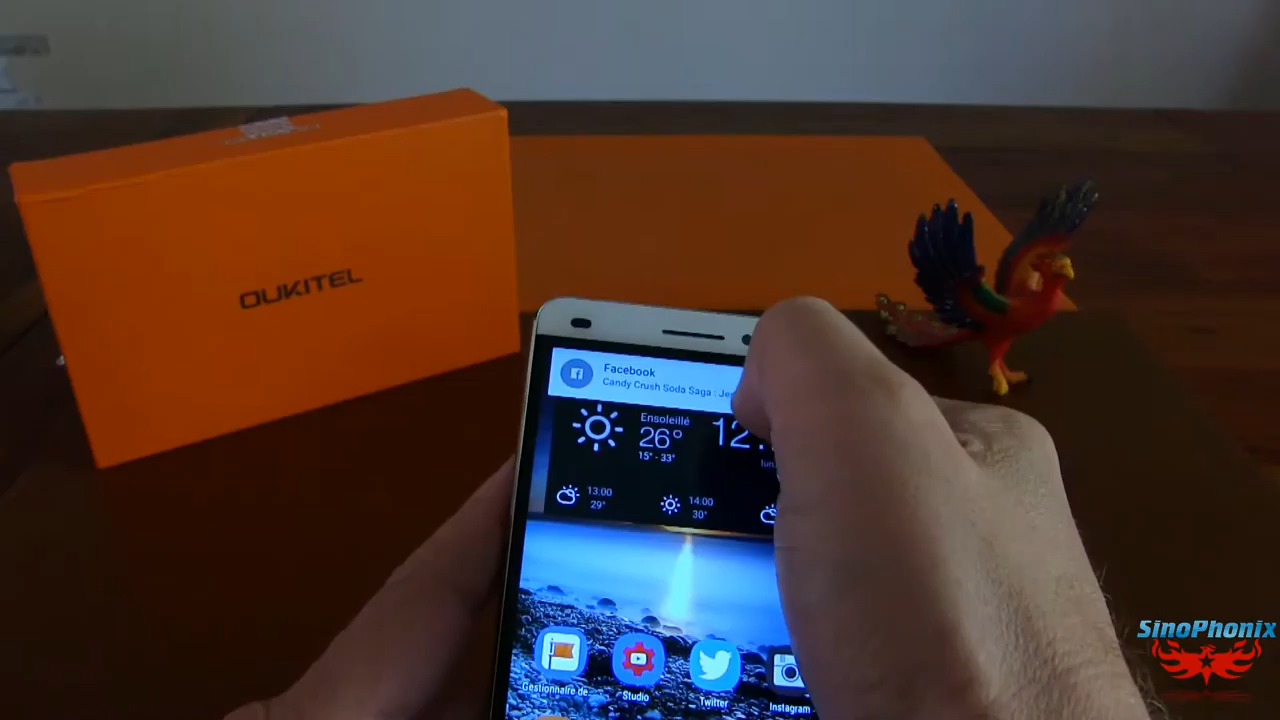 OUKITEL
Facebook
Candy Crush Soda Saga :
Ensoleillé
26°
15° - 33°
12
lun.
13:00
29°
14:00
30°
Gestionnaire de
Studio
Twitter
Instagram
SinoPhonix